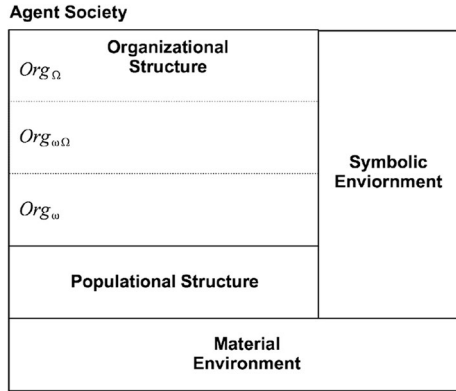 Agent Society
Organizational
Structure
Org_Ω
Org_ωΩ
Org_ω
Symbolic
Enviornment
Populational Structure
Material
Environment